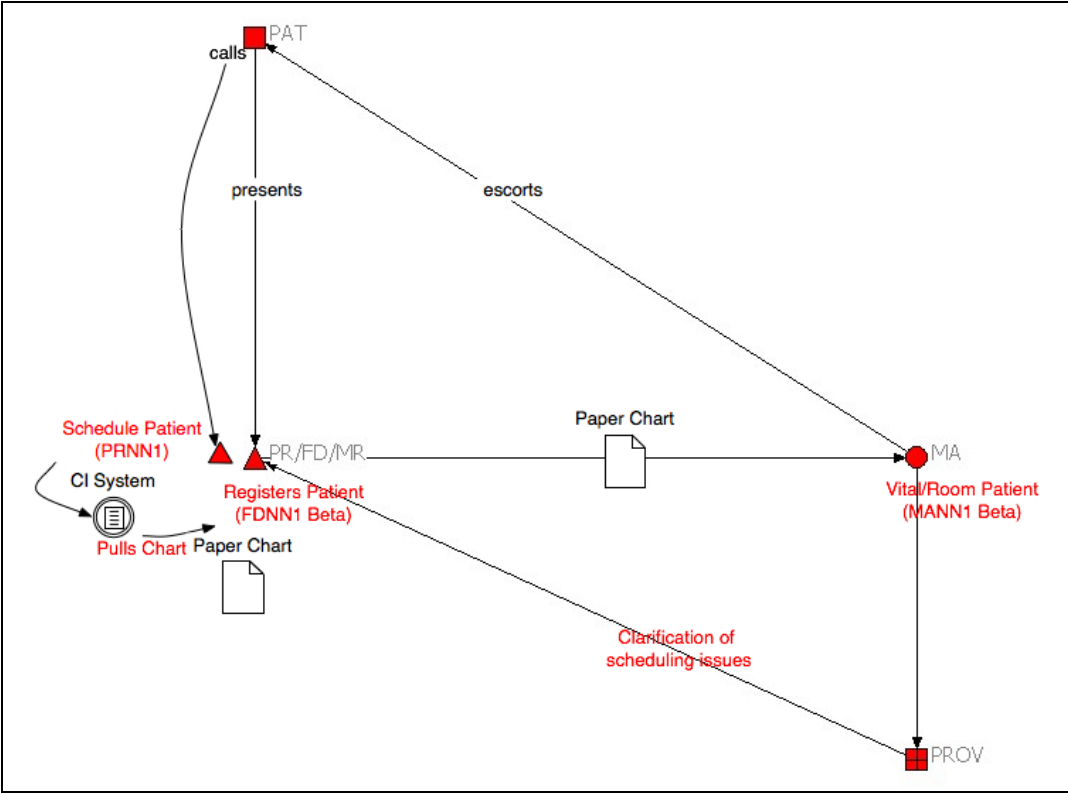 PAT
calls
presents
escorts
Paper Chart
Schedule Patient
(PRNN1)
PR/FD/MR
MA
CI System
Registers Patient
(FDNN1 Beta)
Vital/Room Patient
(MANN1 Beta)
Pulls Chart
Paper Chart
Clarification of
scheduling issues
PROV